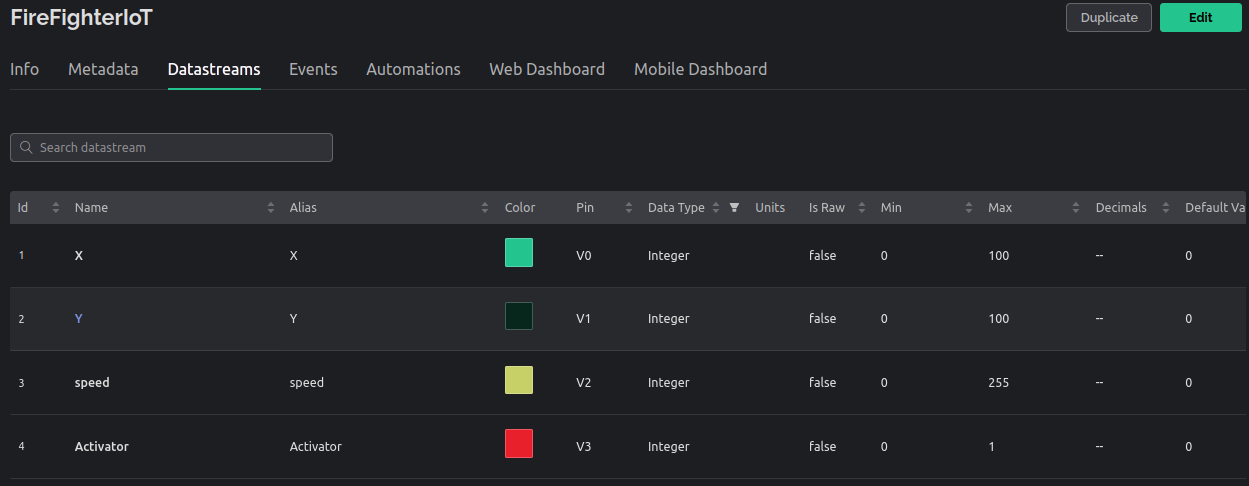 FireFighterIoT
Duplicate
Edit
Info Metadata Datastreams Events Automations Web Dashboard Mobile Dashboard
Search datastream
Id Name Alias Color Pin Data Type Units Is Raw Min Max Decimals Default Va
1 X X V0 Integer false 0 100 -- 0
2 Y Y V1 Integer false 0 100 -- 0
3 speed speed V2 Integer false 0 255 -- 0
4 Activator Activator V3 Integer false 0 1 -- 0